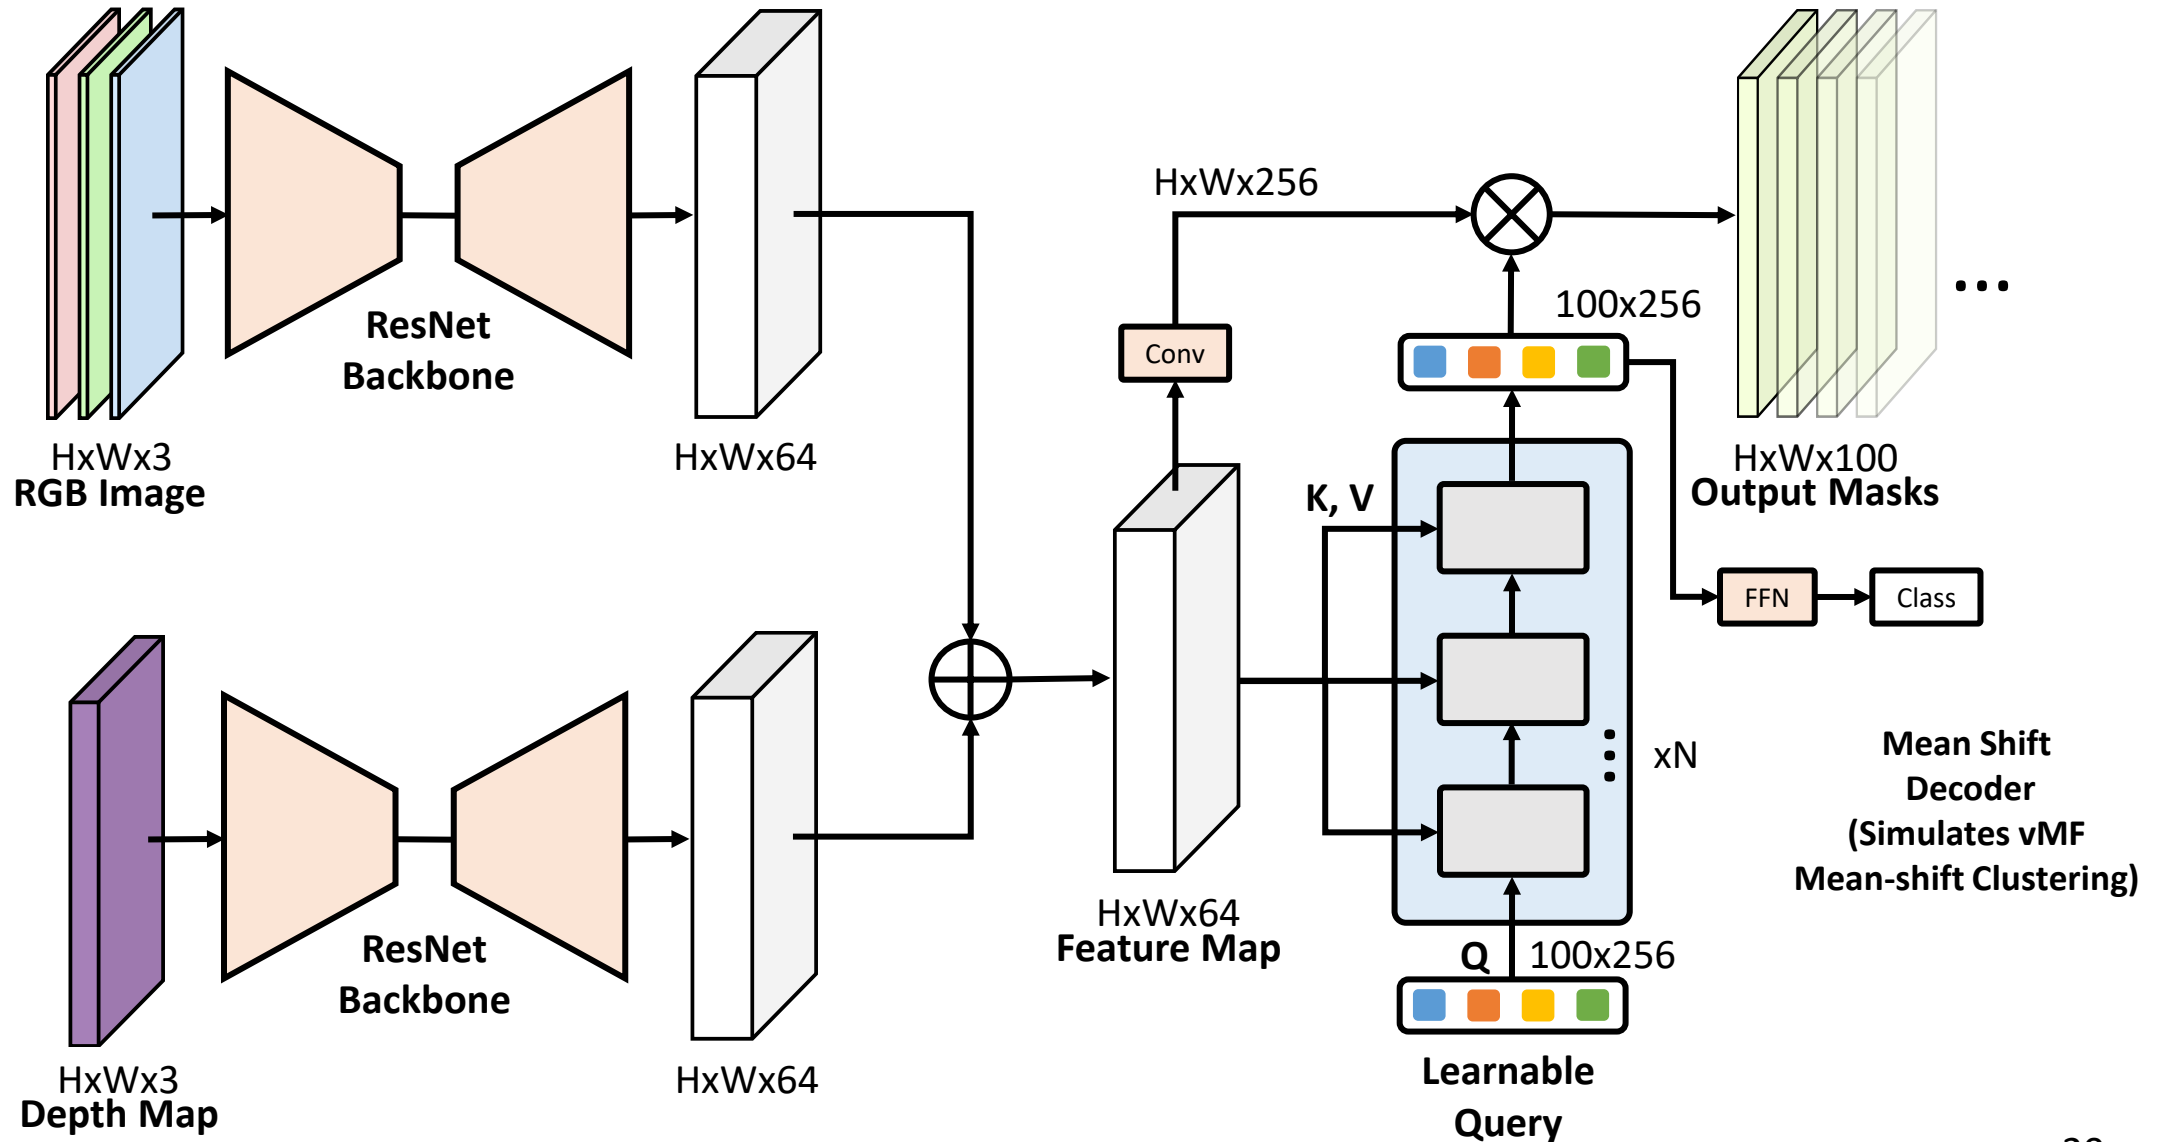 HxWx3
RGB Image
ResNet
Backbone
HxWx64
HxWx3
Depth Map
ResNet
Backbone
HxWx64
HxWx64
Feature Map
Conv
HxWx256
K, V
Q
100x256
Learnable
Query
xN
100x256
HxWx100
Output Masks
FFN
Class
Mean Shift
Decoder
(Simulates vMF
Mean-shift Clustering)